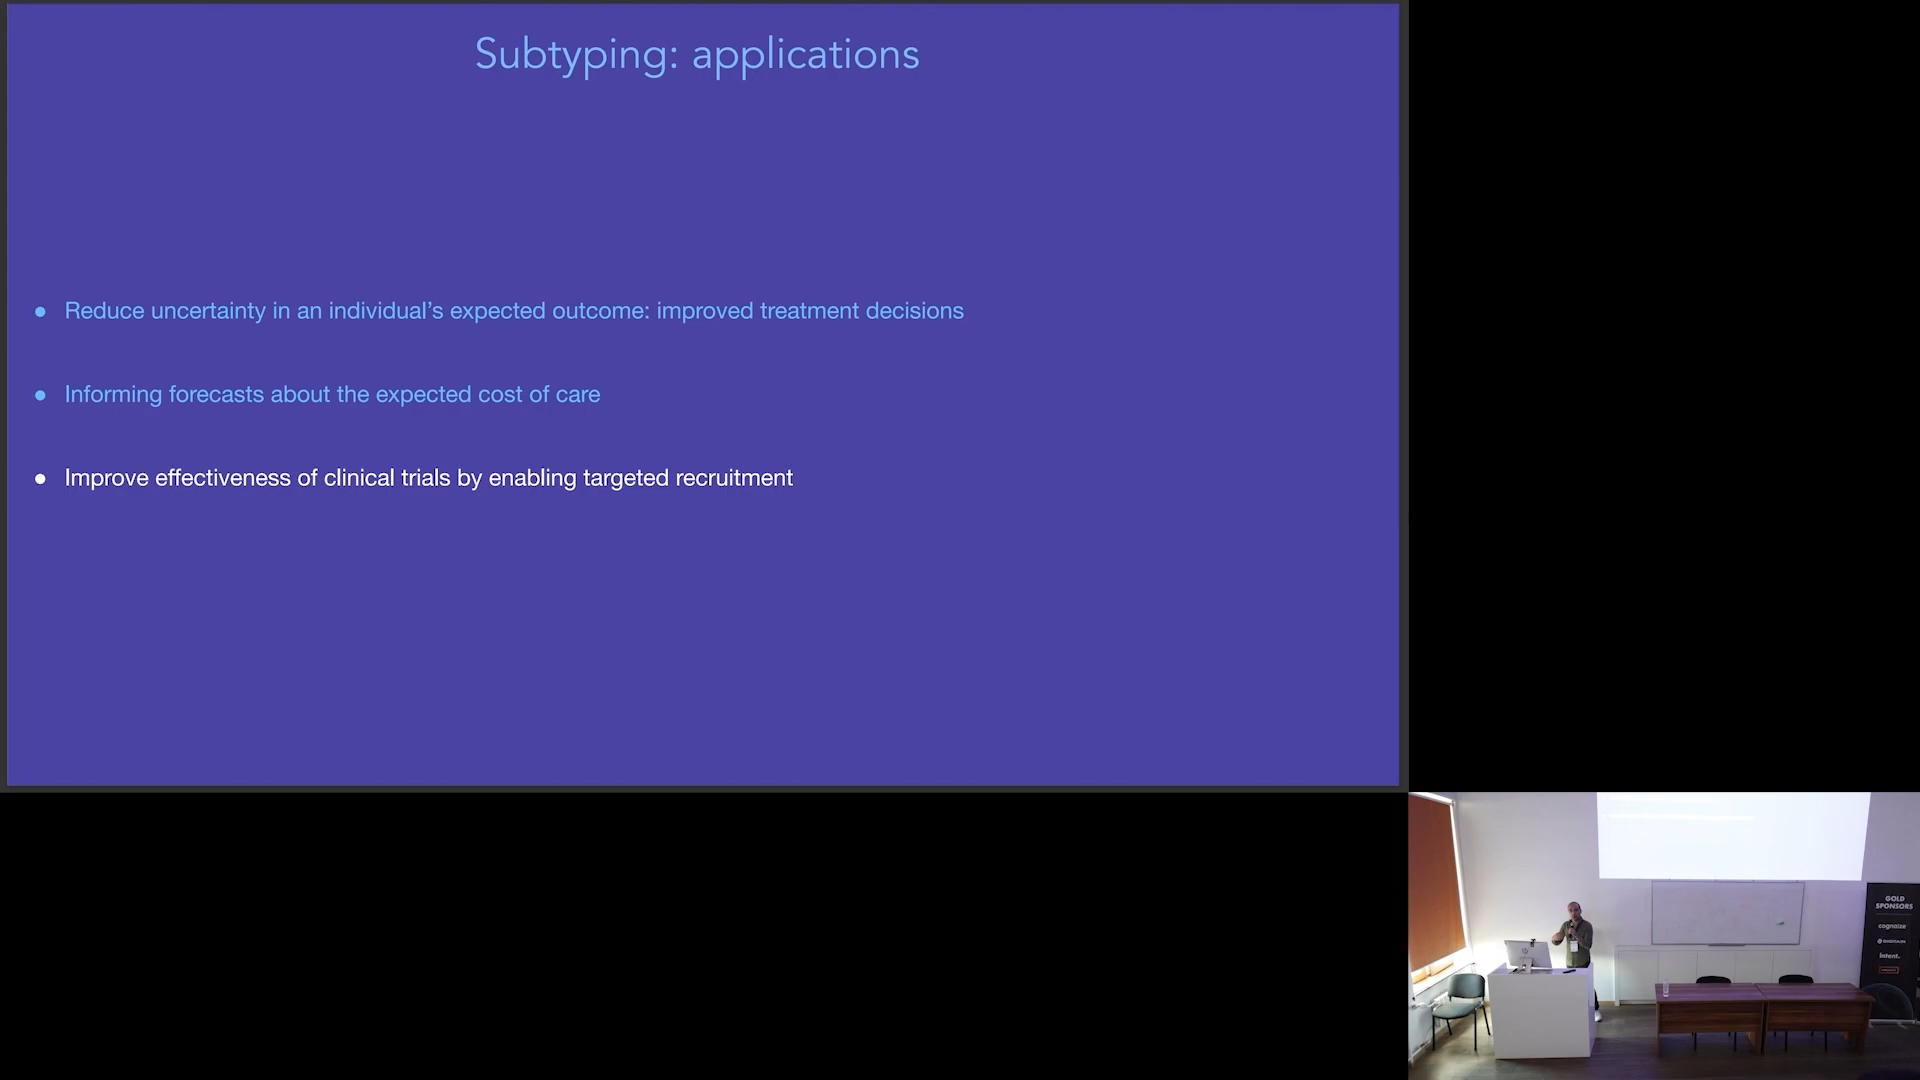 Subtyping: applications
● Reduce uncertainty in an individual’s expected outcome: improved treatment decisions
● Informing forecasts about the expected cost of care
● Improve effectiveness of clinical trials by enabling targeted recruitment
GOLD
SPONSORS
cognaize
DIGITAIN
intent.